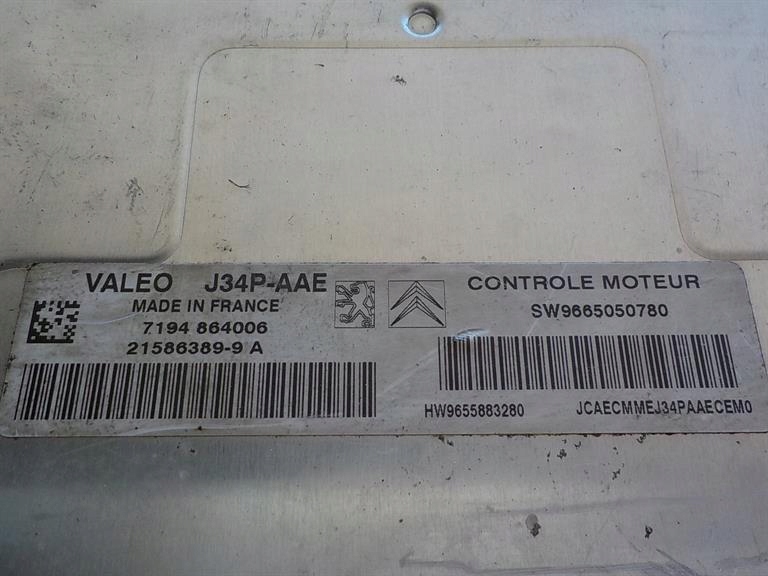 VALEO J34P-AAE
MADE IN FRANCE
7194 864006
21586389-9 A
CONTROLE MOTEUR
SW9665050780
HW9655883280 JCAECMMEJ34PAAECEM0